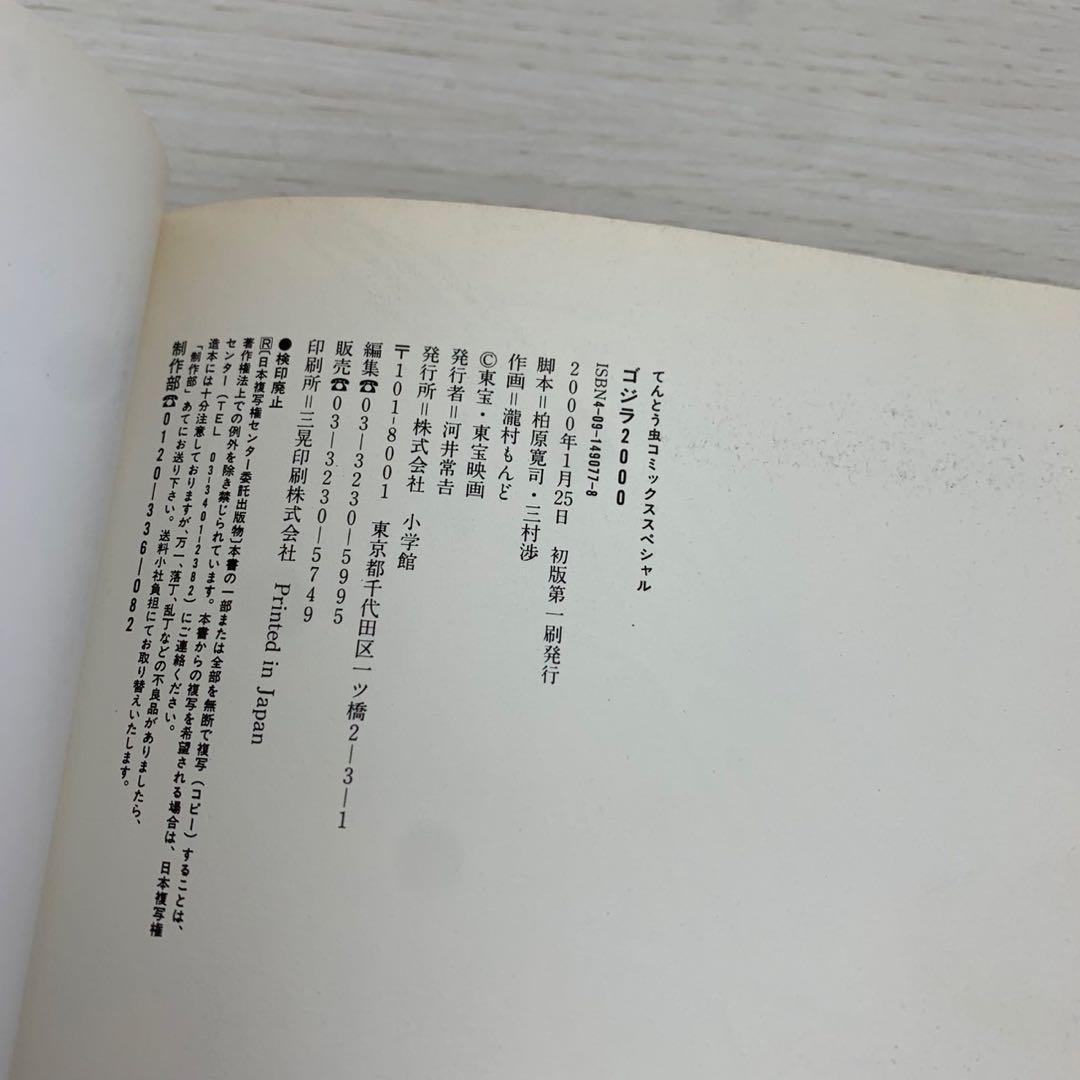 てんとう虫コミックススペシャル
ゴジラ2000
ISBN4-09-149077-8
2000年1月25日　初版第一刷発行
脚本＝柏原寛司・三村渉
作画＝瀧村もんど
©東宝・東宝映画
発行者＝河井常𠮷
発行所＝株式会社　小学館
〒101-8001　東京都千代田区一ツ橋2―3―1
編集☎03―3230―5995
販売☎03―3230―5749
印刷所＝三晃印刷株式会社　Printed in Japan
●検印廃止
R[日本複写権センター委託出版物]本書の一部または全部を無断で複写(コピー)することは、
著作権法上での例外を除き禁じられています。本書からの複写を希望される場合は、日本複写権
センター(TEL　03-3401-2382)にご連絡ください。
造本には十分注意しておりますが、万一、落丁、乱丁などの不良品がありましたら、
「制作部」あてにお送り下さい。送料小社負担にてお取り替えいたします。
制作部☎0120―336―082